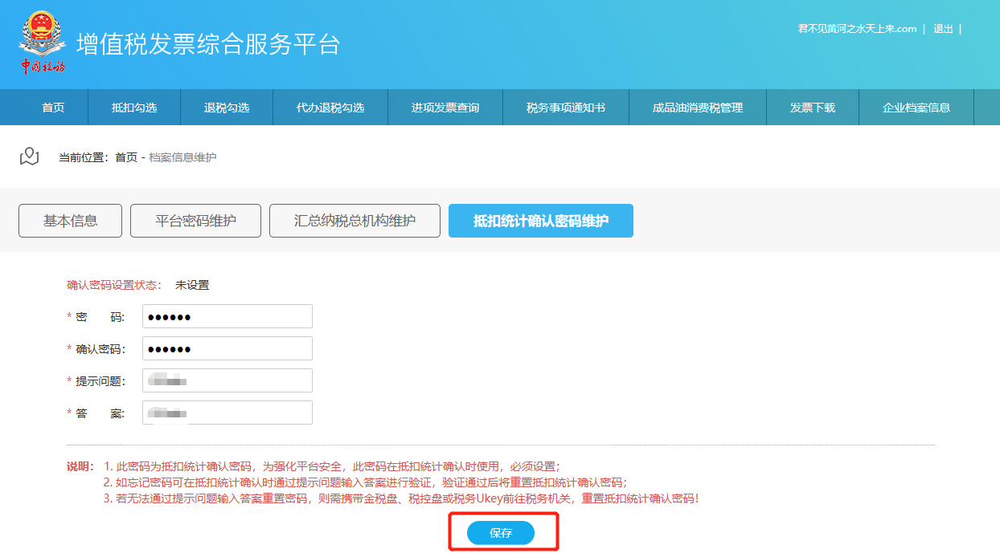 中国税务
增值税发票综合服务平台
君不见黄河之水天上来.com | 退出 |
首页 抵扣勾选 退税勾选 代办退税勾选 进项发票查询 税务事项通知书 成品油消费税管理 发票下载 企业档案信息
当前位置：首页 - 档案信息维护
基本信息 平台密码维护 汇总纳税总机构维护 抵扣统计确认密码维护
确认密码设置状态： 未设置
* 密 码: ●●●●●●
* 确认密码： ●●●●●●
* 提示问题：
* 答 案:
说明： 1. 此密码为抵扣统计确认密码，为强化平台安全，此密码在抵扣统计确认时使用，必须设置；
2. 如忘记密码可在抵扣统计确认时通过提示问题输入答案进行验证，验证通过后将重置抵扣统计确认密码；
3. 若无法通过提示问题输入答案重置密码，则需携带金税盘、税控盘或税务Ukey前往税务机关，重置抵扣统计确认密码！
保存